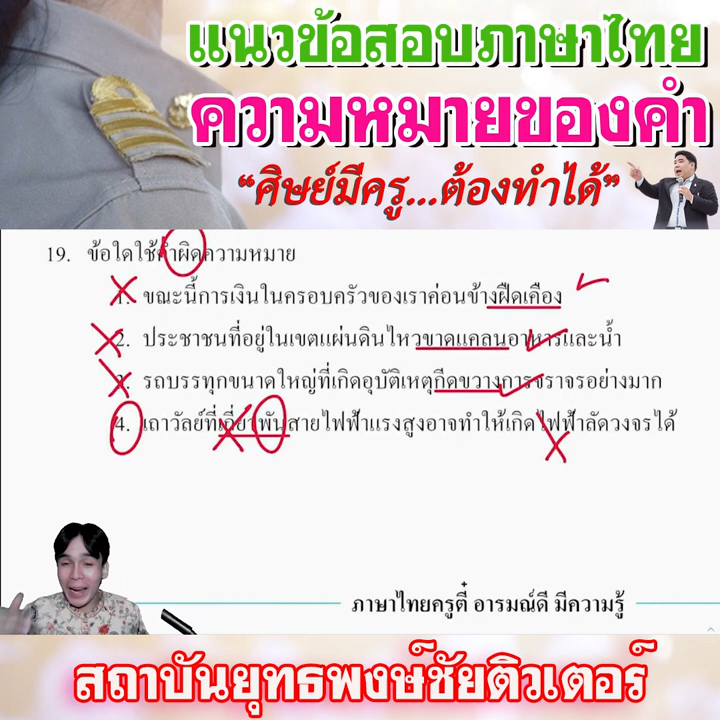 แนวข้อสอบภาษาไทย
ความหมายของคำ
“ศิษย์มีครู...ต้องทำได้”
19. ข้อใดใช้คำผิดความหมาย
1. ขณะนี้การเงินในครอบครัวของเราค่อนข้างฝืดเคือง
2. ประชาชนที่อยู่ในเขตแผ่นดินไหวขาดแคลนอาหารและน้ำ
3. รถบรรทุกขนาดใหญ่ที่เกิดอุบัติเหตุกีดขวางการจราจรอย่างมาก
4. เถาวัลย์ที่เกี่ยวพันสายไฟฟ้าแรงสูงอาจทำให้เกิดไฟฟ้าลัดวงจรได้
ภาษาไทยครูตี๋ อารมณ์ดี มีความรู้
สถาบันยุทธพงษ์ชัยติวเตอร์